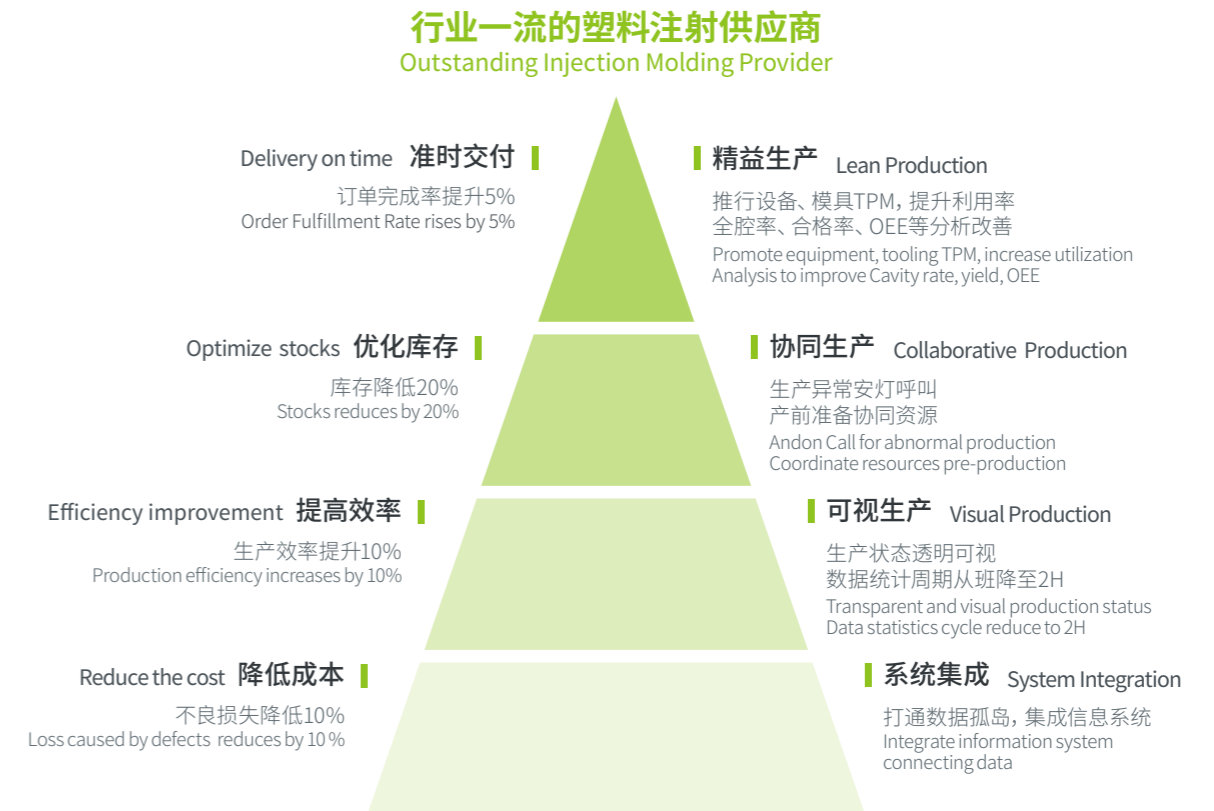 行业一流的塑料注射供应商
Outstanding Injection Molding Provider
Delivery on time 准时交付
订单完成率提升5%
Order Fulfillment Rate rises by 5%
精益生产 Lean Production
推行设备、模具TPM，提升利用率
全腔率、合格率、OEE等分析改善
Promote equipment, tooling TPM, increase utilization
Analysis to improve Cavity rate, yield, OEE
Optimize stocks 优化库存
库存降低20%
Stocks reduces by 20%
协同生产 Collaborative Production
生产异常安灯呼叫
产前准备协同资源
Andon Call for abnormal production
Coordinate resources pre-production
Efficiency improvement 提高效率
生产效率提升10%
Production efficiency increases by 10%
可视生产 Visual Production
生产状态透明可视
数据统计周期从班降至2H
Transparent and visual production status
Data statistics cycle reduce to 2H
Reduce the cost 降低成本
不良损失降低10%
Loss caused by defects reduces by 10 %
系统集成 System Integration
打通数据孤岛，集成信息系统
Integrate information system
connecting data